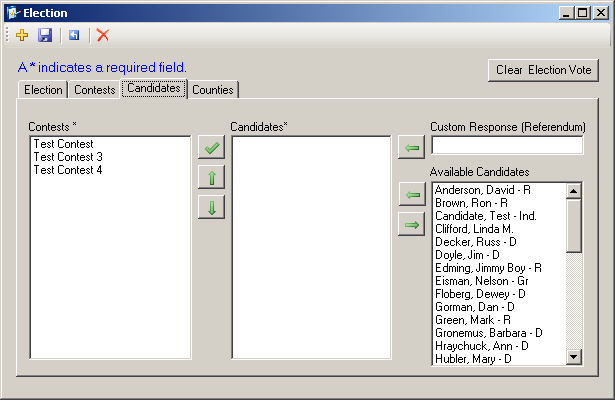 Election
A * indicates a required field.
Clear Election Vote
Election Contests Candidates Counties
Contests *
Test Contest
Test Contest 3
Test Contest 4
Candidates*
Custom Response (Referendum)
Available Candidates
Anderson, David - R
Brown, Ron - R
Candidate, Test - Ind.
Clifford, Linda M.
Decker, Russ - D
Doyle, Jim - D
Edming, Jimmy Boy - R
Eisman, Nelson - Gr
Floberg, Dewey - D
Gorman, Dan - D
Green, Mark - R
Gronemus, Barbara - D
Hraychuck, Ann - D
Hubler, Mary - D